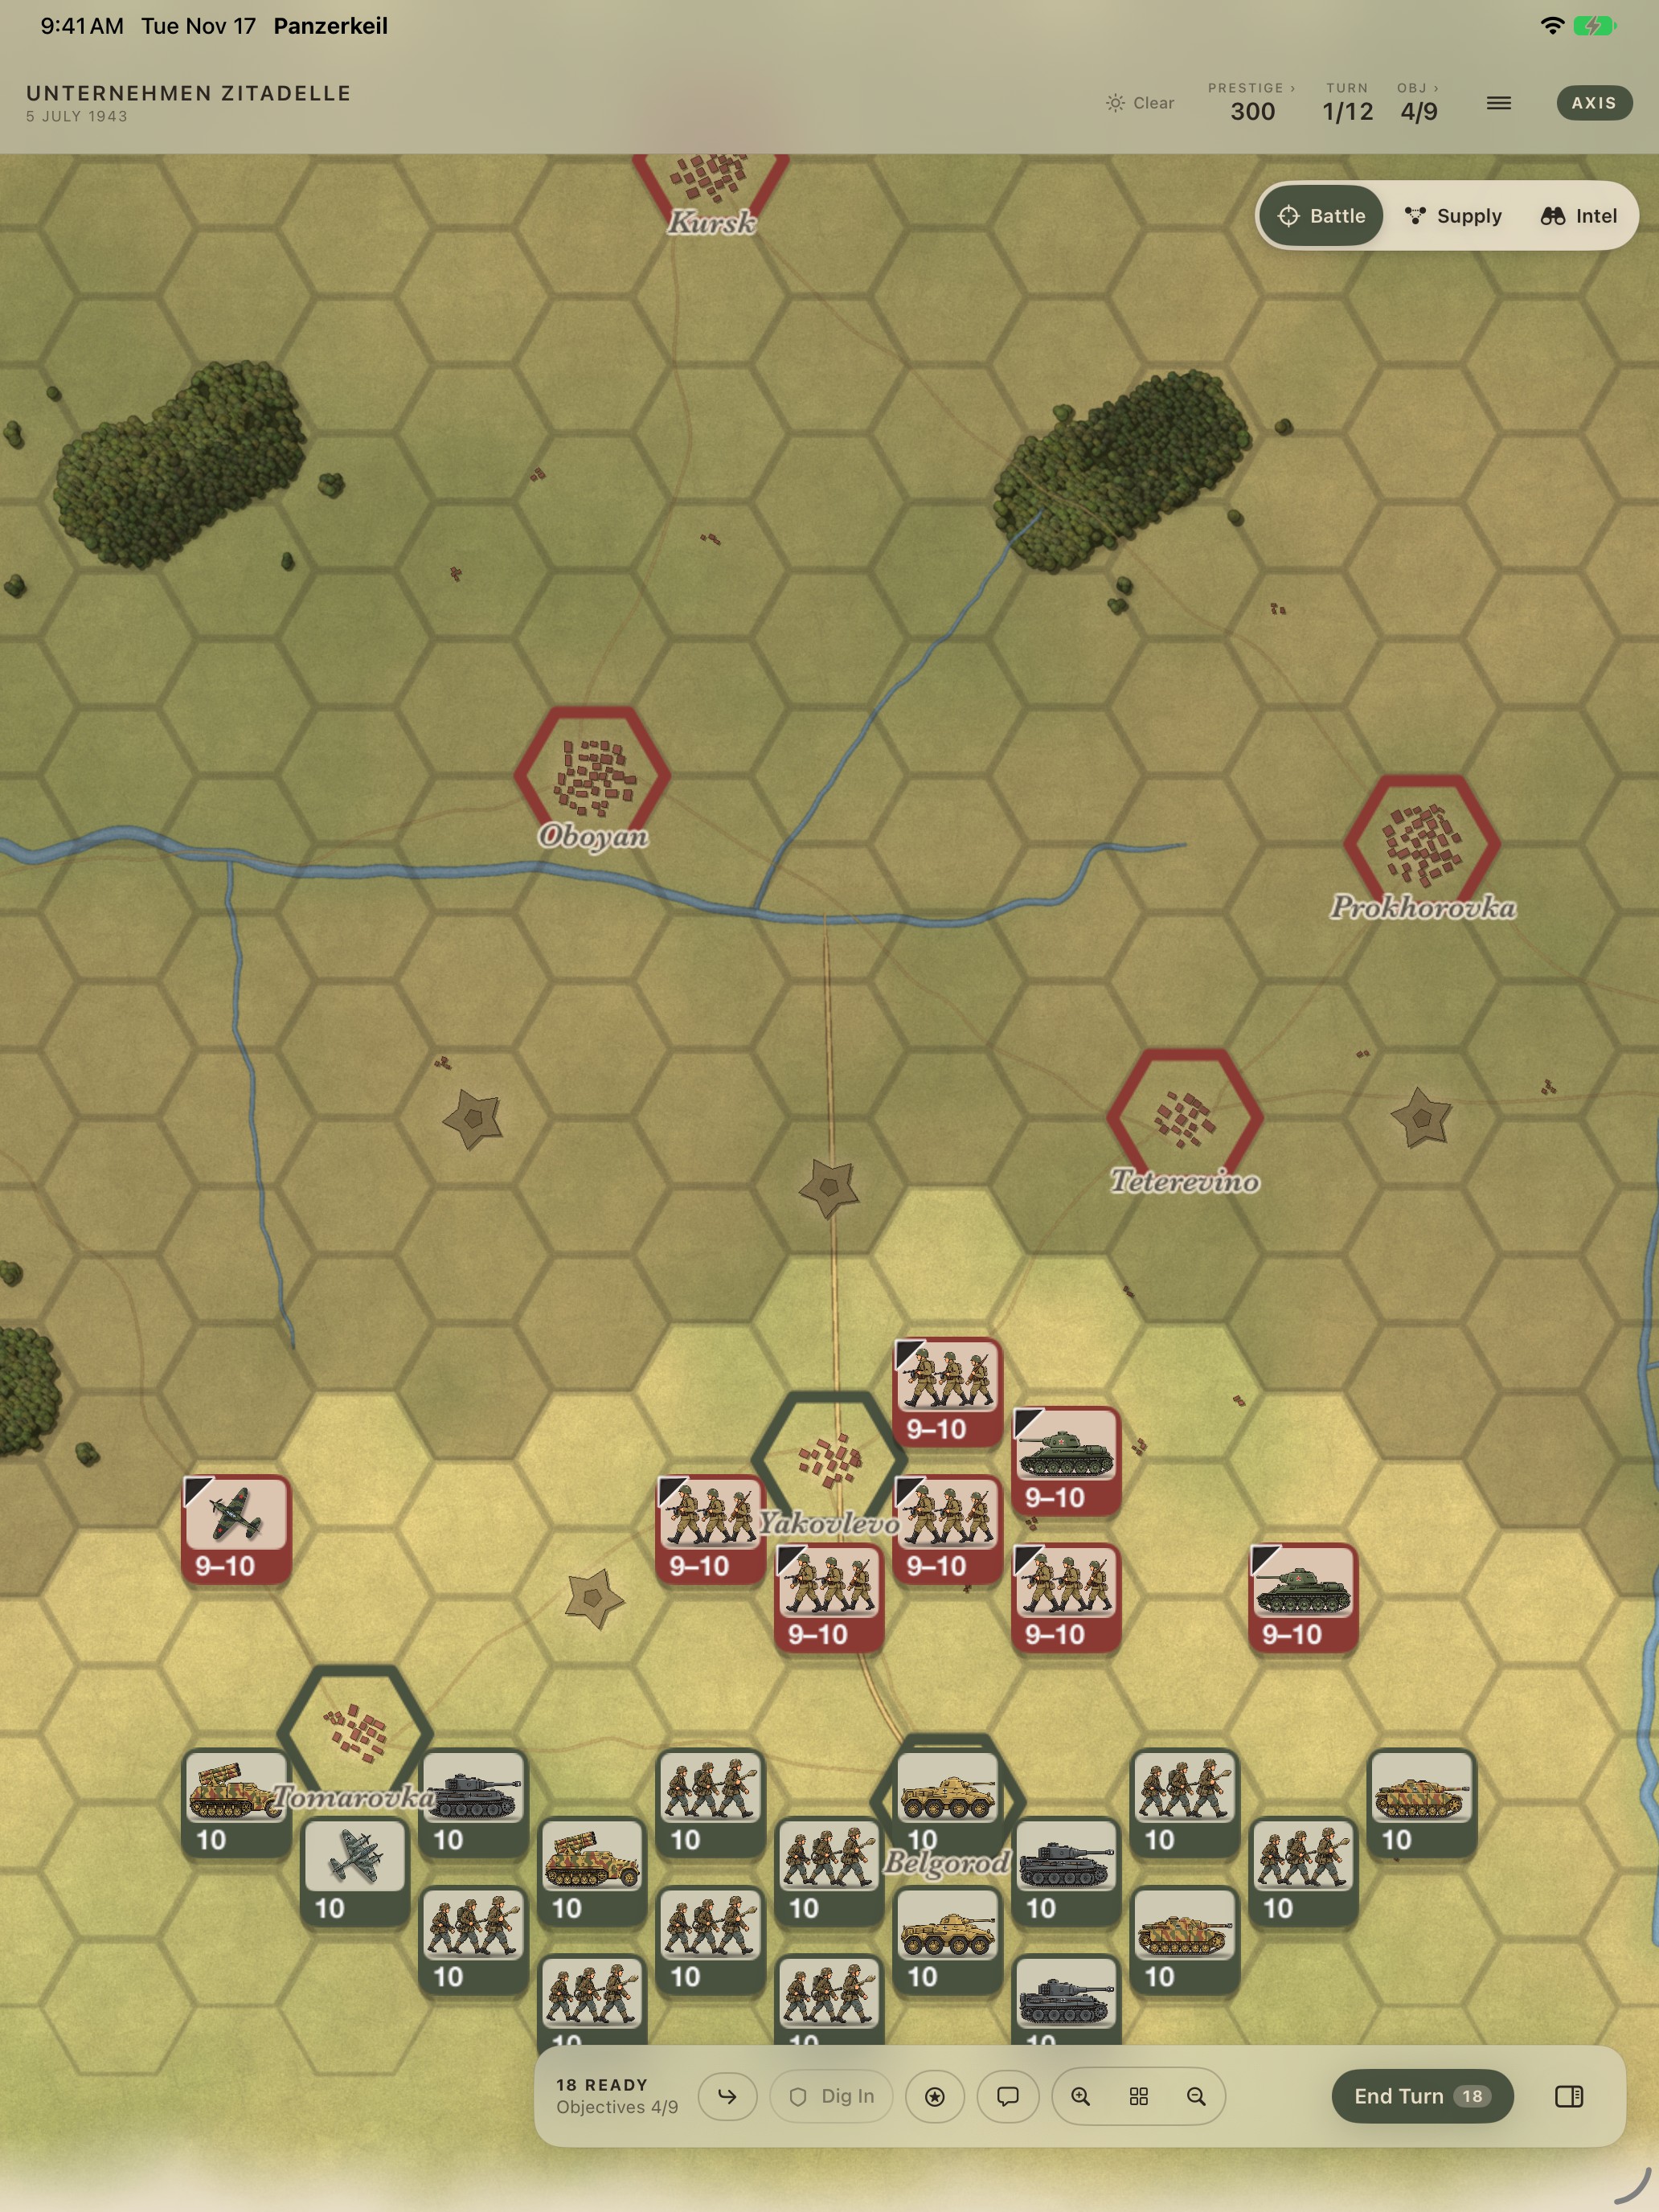 9:41 AM Tue Nov 17 Panzerkeil
UNTERNEHMEN ZITADELLE
5 JULY 1943
Clear
PRESTIGE ›
300
TURN
1/12
OBJ ›
4/9
AXIS
Battle
Supply
Intel
Kursk
Oboyan
Prokhorovka
Teterevino
9–10
9–10
Yakovlevo
9–10
9–10
9–10
9–10
9–10
9–10
Tomarovka
10
10
10
10
10
10
Belgorod
10
10
10
10
10
10
10
10
10
10
10
10
18 READY
Objectives 4/9
Dig In
End Turn 18